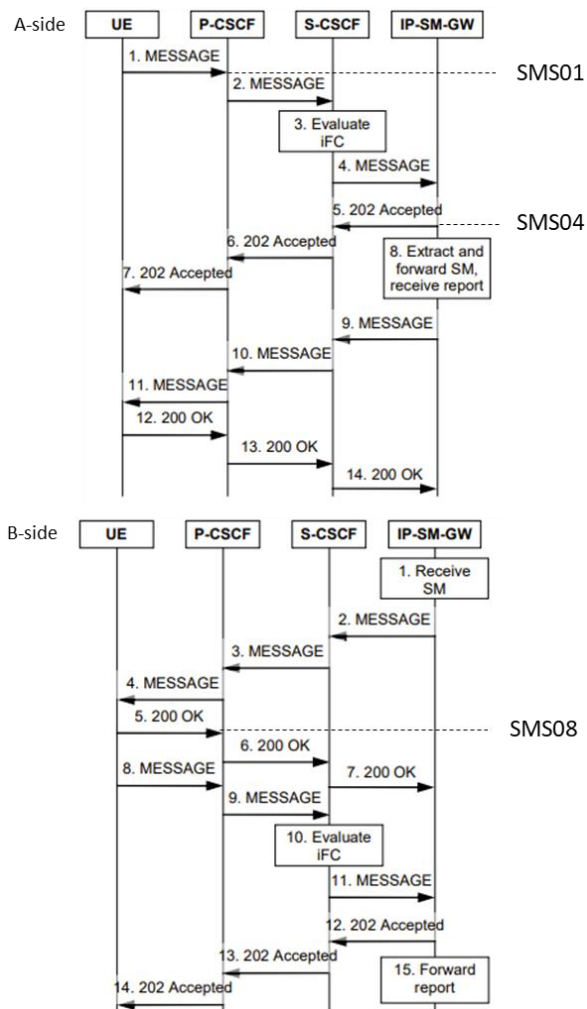 A-side
UE P-CSCF S-CSCF IP-SM-GW
1. MESSAGE
SMS01
2. MESSAGE
3. Evaluate
iFC
4. MESSAGE
5. 202 Accepted
SMS04
6. 202 Accepted
7. 202 Accepted
8. Extract and
forward SM,
receive report
9. MESSAGE
10. MESSAGE
11. MESSAGE
12. 200 OK
13. 200 OK
14. 200 OK
B-side
UE P-CSCF S-CSCF IP-SM-GW
1. Receive
SM
2. MESSAGE
3. MESSAGE
4. MESSAGE
5. 200 OK
SMS08
6. 200 OK
7. 200 OK
8. MESSAGE
9. MESSAGE
10. Evaluate
iFC
11. MESSAGE
12. 202 Accepted
13. 202 Accepted
14. 202 Accepted
15. Forward
report